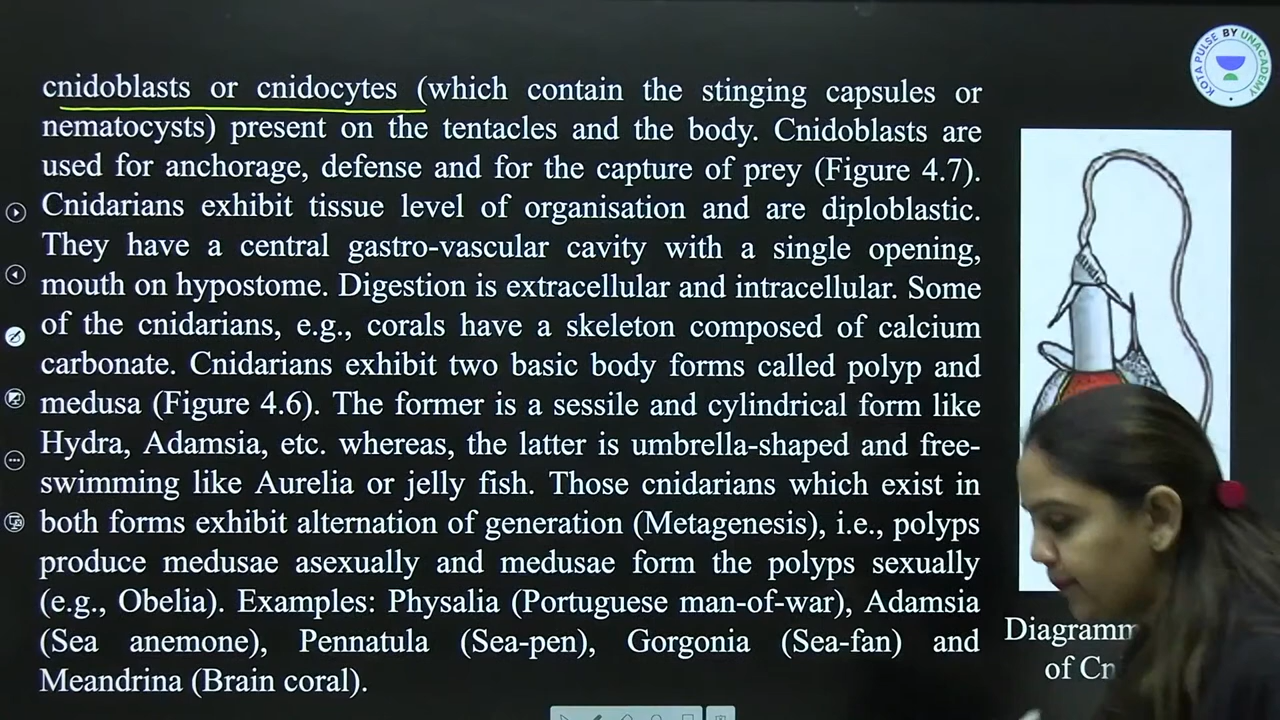 cnidoblasts or cnidocytes (which contain the stinging capsules or
nematocysts) present on the tentacles and the body. Cnidoblasts are
used for anchorage, defense and for the capture of prey (Figure 4.7).
Cnidarians exhibit tissue level of organisation and are diploblastic.
They have a central gastro-vascular cavity with a single opening,
mouth on hypostome. Digestion is extracellular and intracellular. Some
of the cnidarians, e.g., corals have a skeleton composed of calcium
carbonate. Cnidarians exhibit two basic body forms called polyp and
medusa (Figure 4.6). The former is a sessile and cylindrical form like
Hydra, Adamsia, etc. whereas, the latter is umbrella-shaped and free-
swimming like Aurelia or jelly fish. Those cnidarians which exist in
both forms exhibit alternation of generation (Metagenesis), i.e., polyps
produce medusae asexually and medusae form the polyps sexually
(e.g., Obelia). Examples: Physalia (Portuguese man-of-war), Adamsia
(Sea anemone), Pennatula (Sea-pen), Gorgonia (Sea-fan) and
Meandrina (Brain coral).
KOTA PULSE BY UNACADEMY
Diagramm
of Cn